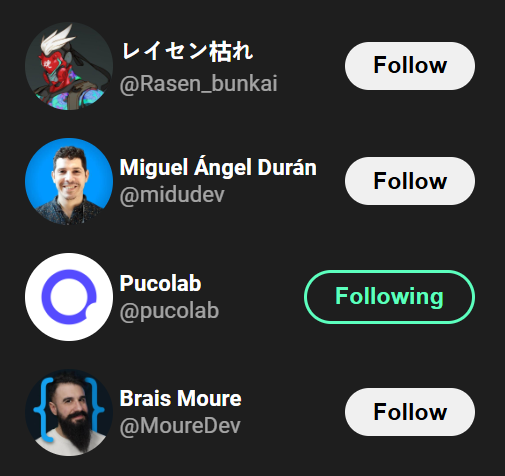 レイセン枯れ
@Rasen_bunkai
Follow
Miguel Ángel Durán
@midudev
Follow
Pucolab
@pucolab
Following
Brais Moure
@MoureDev
Follow